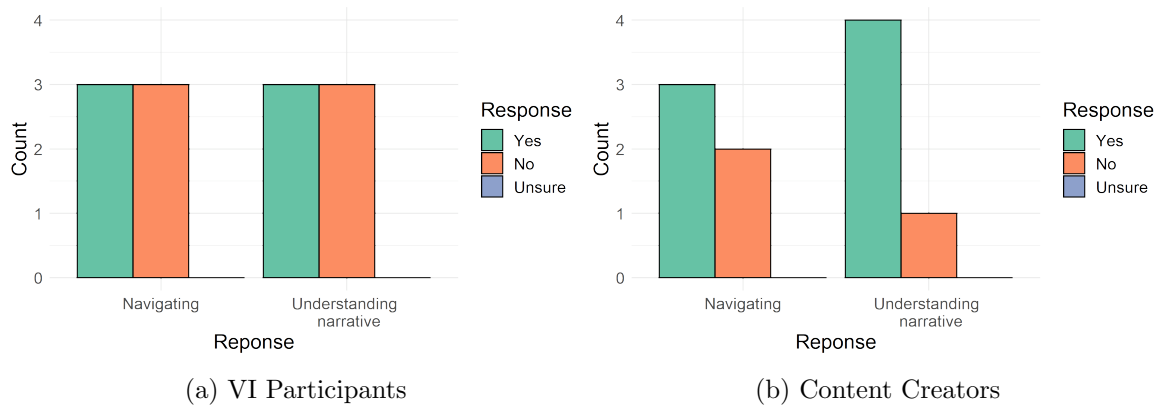 4
3
2
1
0
Count
Navigating
Understanding
narrative
Reponse
Response
Yes
No
Unsure
(a) VI Participants
4
3
2
1
0
Count
Navigating
Understanding
narrative
Reponse
Response
Yes
No
Unsure
(b) Content Creators